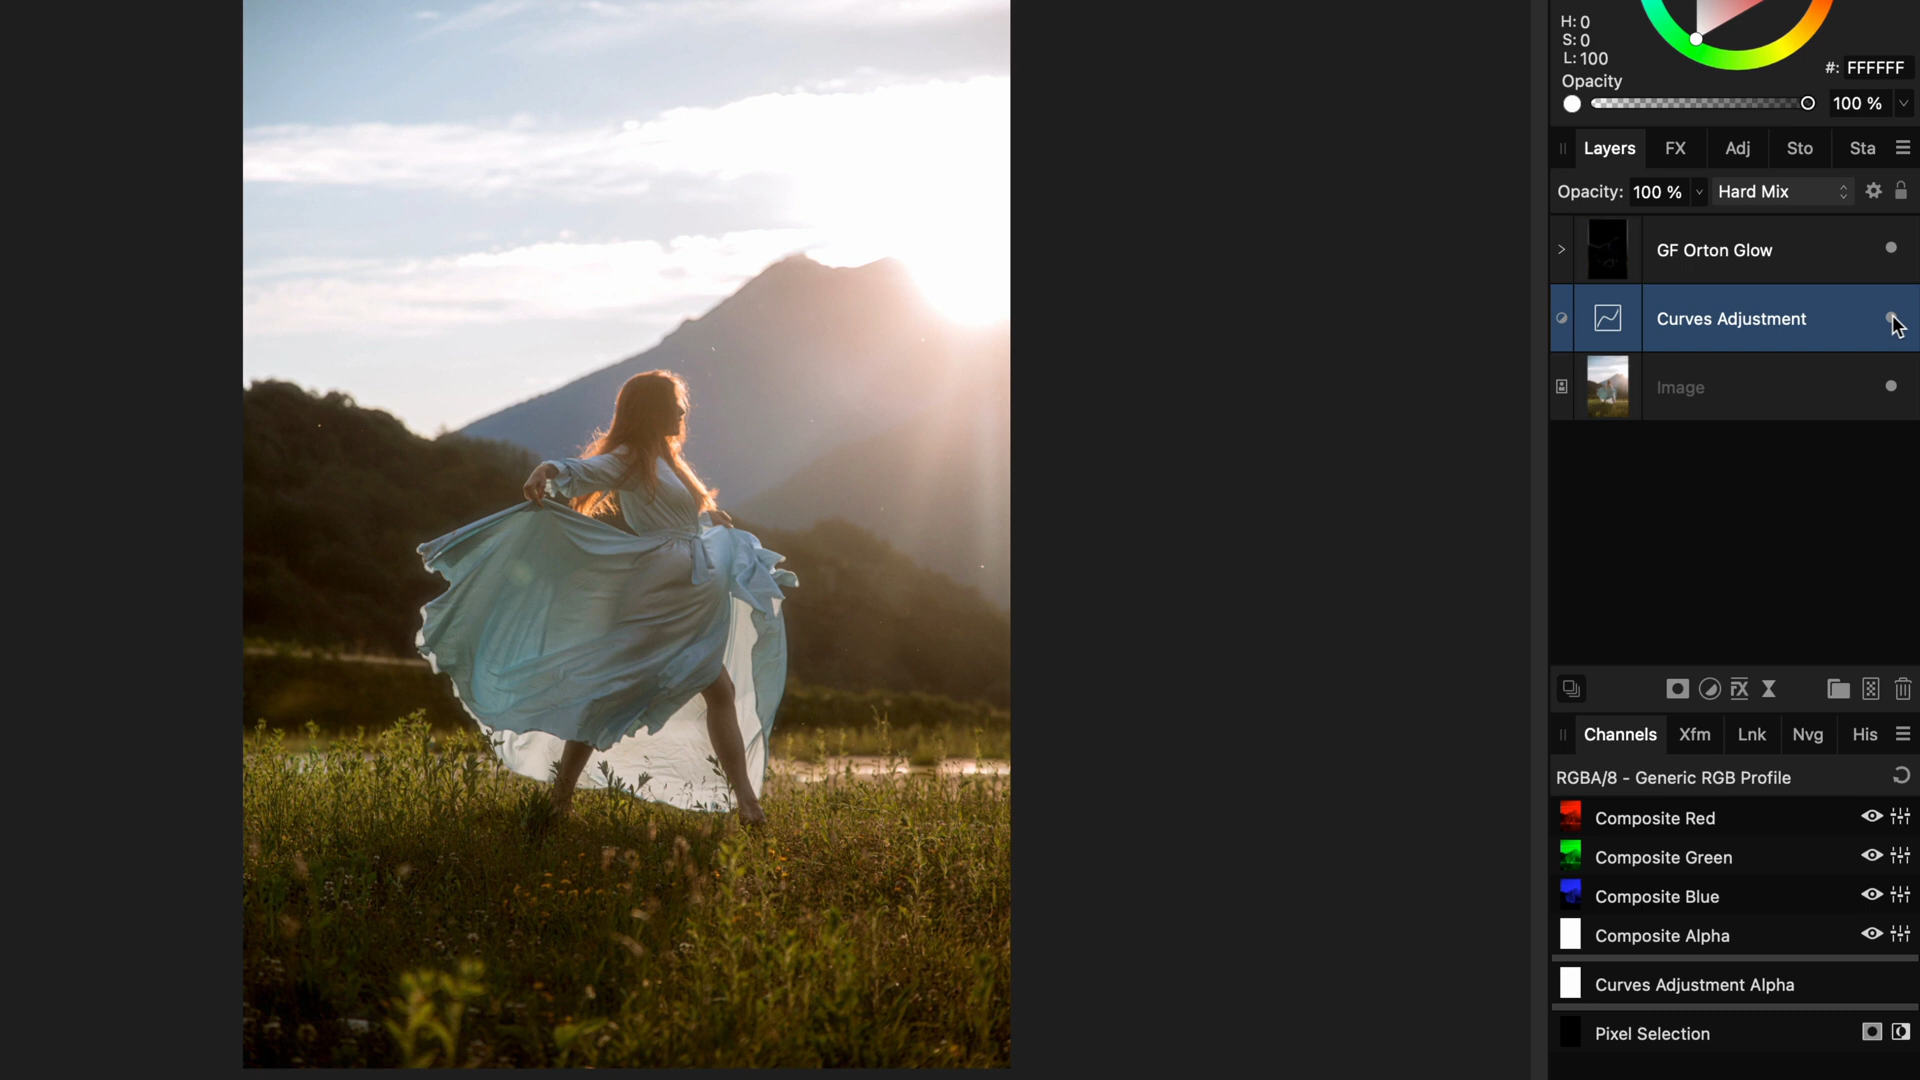 H: 0
S: 0
L: 100
#: FFFFFF
Opacity
100 %
Layers FX Adj Sto Sta
Opacity: 100 % Hard Mix
GF Orton Glow
Curves Adjustment
Image
Channels Xfm Lnk Nvg His
RGBA/8 - Generic RGB Profile
Composite Red
Composite Green
Composite Blue
Composite Alpha
Curves Adjustment Alpha
Pixel Selection